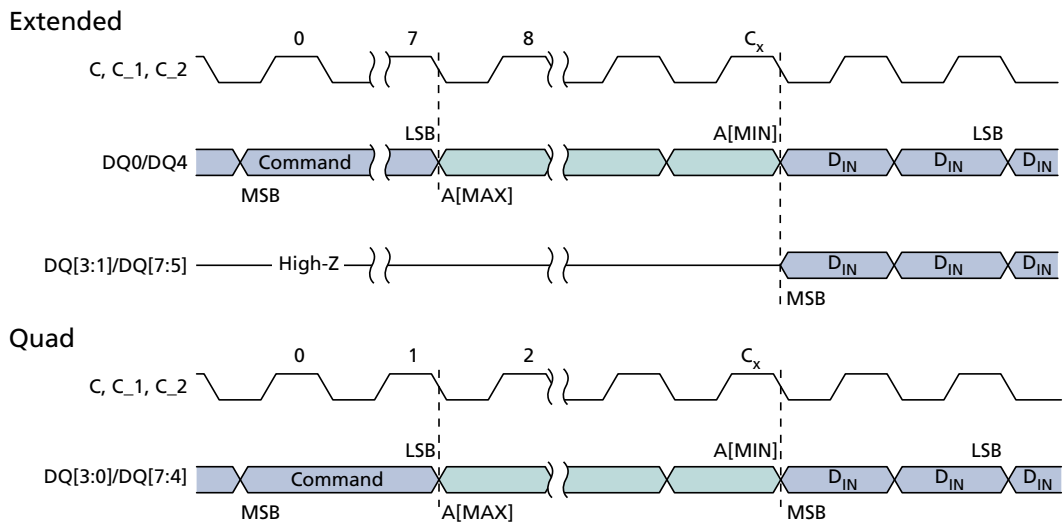 Extended
0 7 8 Cx
C, C_1, C_2
LSB A[MIN] LSB
DQ0/DQ4 Command DIN DIN DIN
MSB A[MAX]
DQ[3:1]/DQ[7:5] High-Z DIN DIN DIN
MSB
Quad
0 1 2 Cx
C, C_1, C_2
LSB A[MIN] LSB
DQ[3:0]/DQ[7:4] Command DIN DIN DIN
MSB A[MAX] MSB